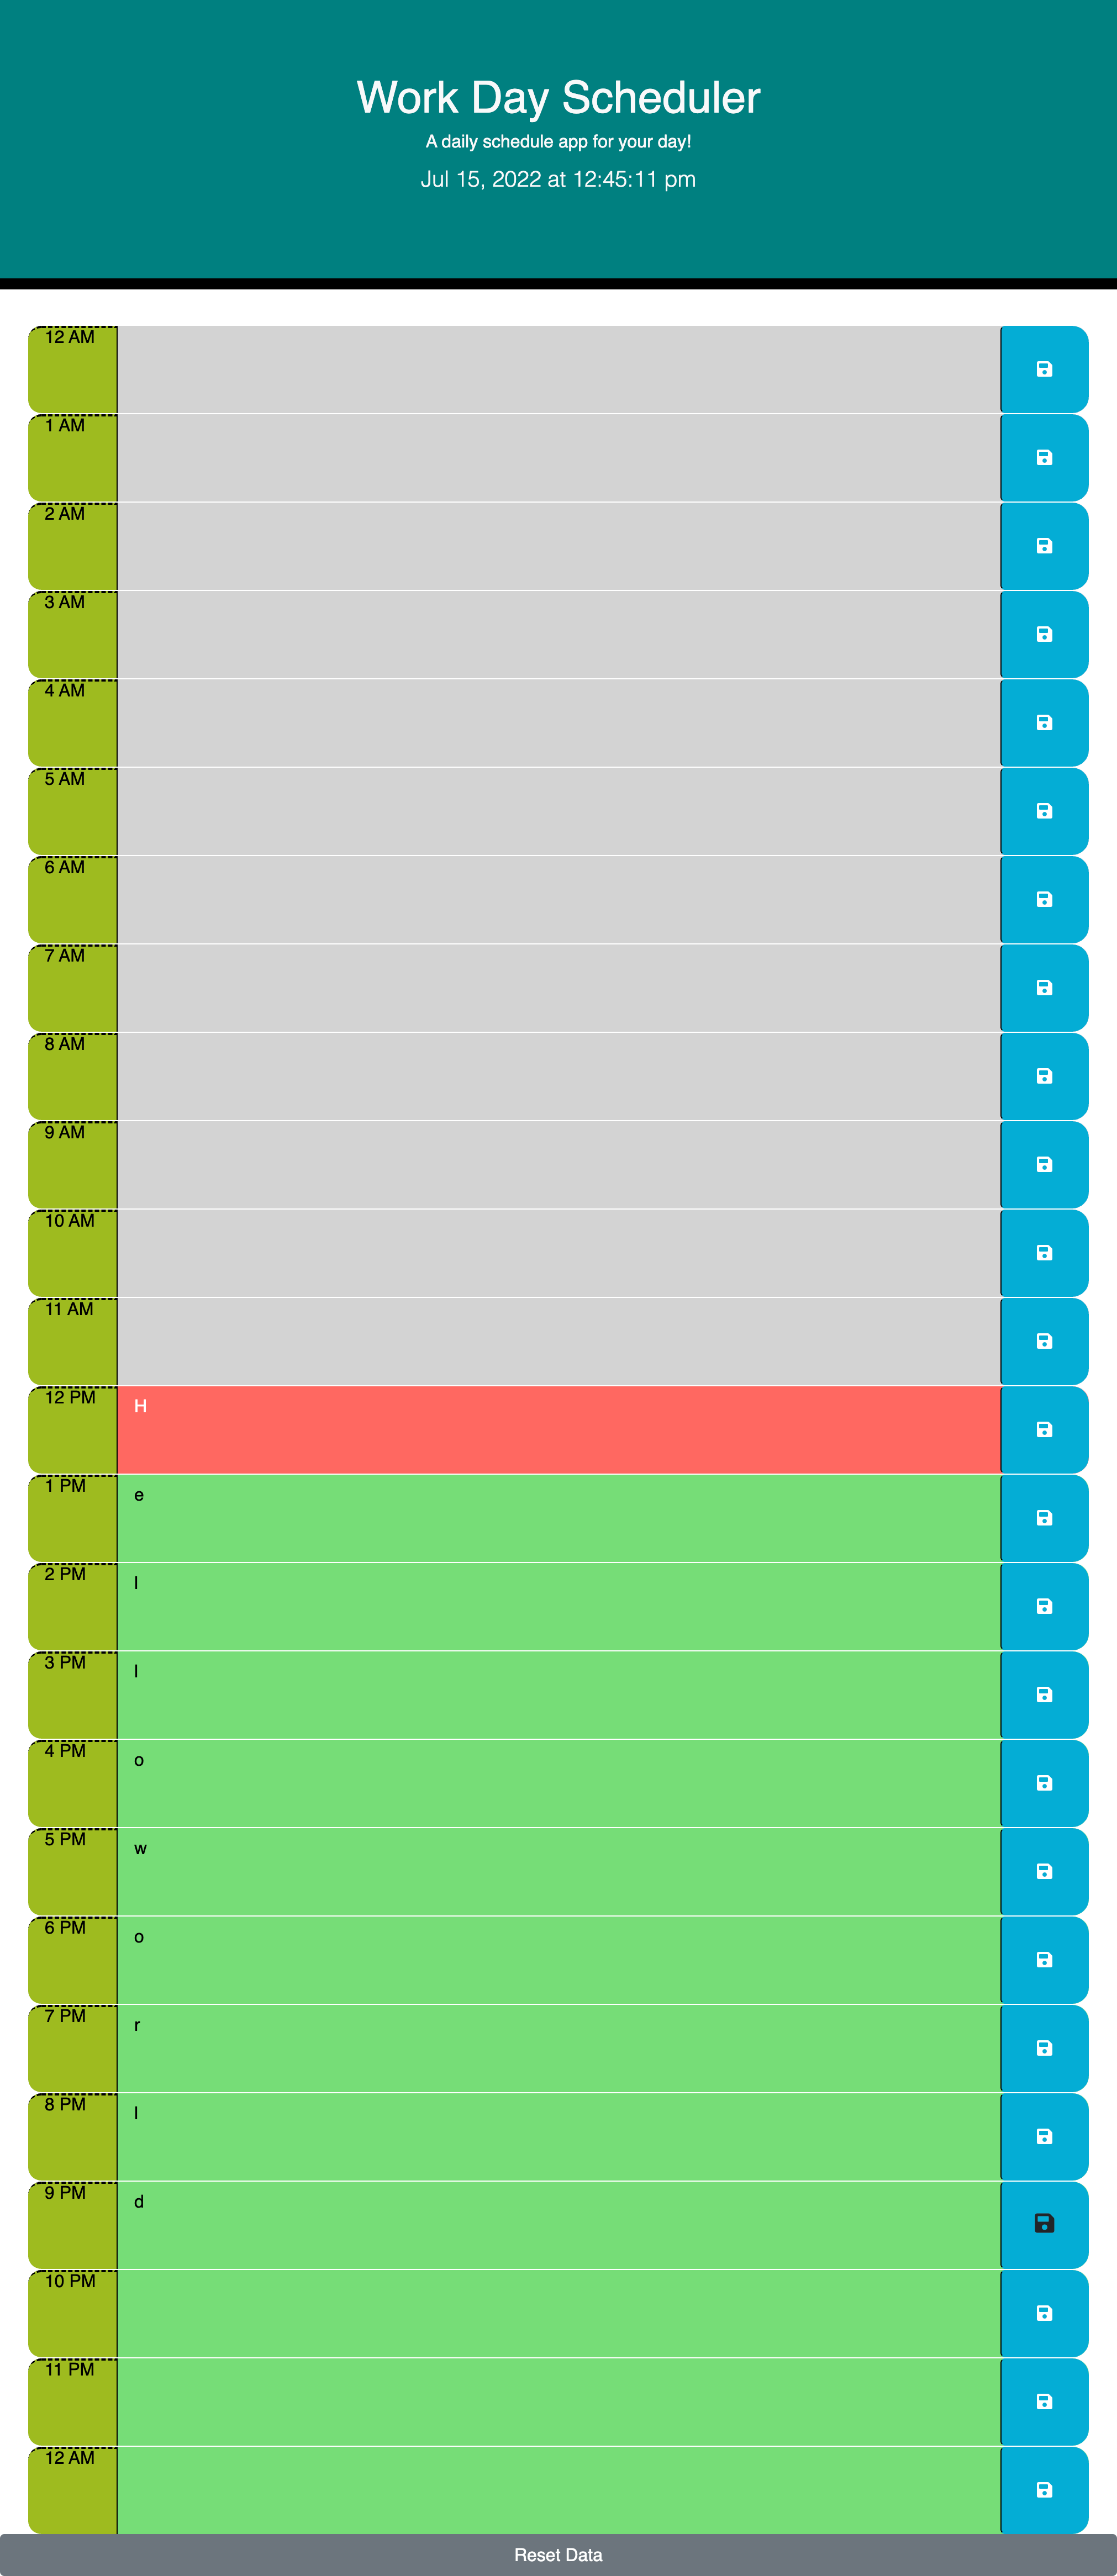 Work Day Scheduler
A daily schedule app for your day!
Jul 15, 2022 at 12:45:11 pm
12 AM
1 AM
2 AM
3 AM
4 AM
5 AM
6 AM
7 AM
8 AM
9 AM
10 AM
11 AM
12 PM H
1 PM e
2 PM l
3 PM l
4 PM o
5 PM w
6 PM o
7 PM r
8 PM l
9 PM d
10 PM
11 PM
12 AM
Reset Data